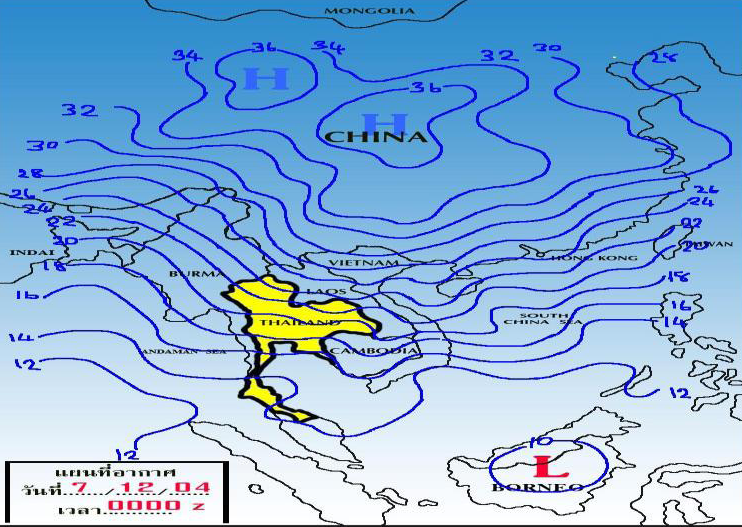 MONGOLIA
34 36 34 32 30 28
H
36
H
32
CHINA
30
28
26 26
24 24
22 22
20 20
TAIWAN
INDAI
VIETNAM
HONG KONG
18 BURMA 18
LAOS
16 16
THAILAND
SOUTH
CHINA SEA
14 14
ANDAMAN SEA
CAMBODIA
12 12
12
10
L
BORNEO
แผนที่อากาศ
วันที่.7..../.12./.04...
เวลา.0000 z